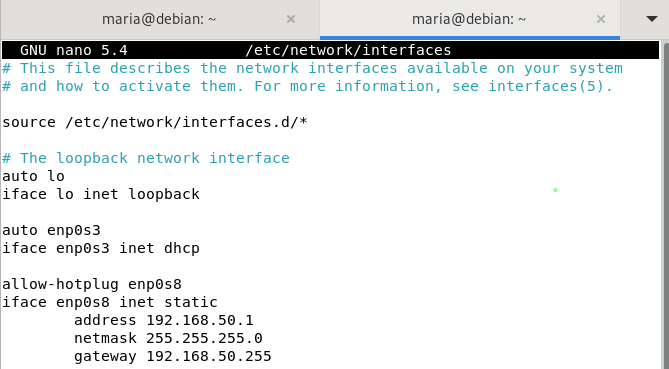 maria@debian: ~ × maria@debian: ~ ×
GNU nano 5.4 /etc/network/interfaces
# This file describes the network interfaces available on your system
# and how to activate them. For more information, see interfaces(5).
source /etc/network/interfaces.d/*
# The loopback network interface
auto lo
iface lo inet loopback
auto enp0s3
iface enp0s3 inet dhcp
allow-hotplug enp0s8
iface enp0s8 inet static
address 192.168.50.1
netmask 255.255.255.0
gateway 192.168.50.255